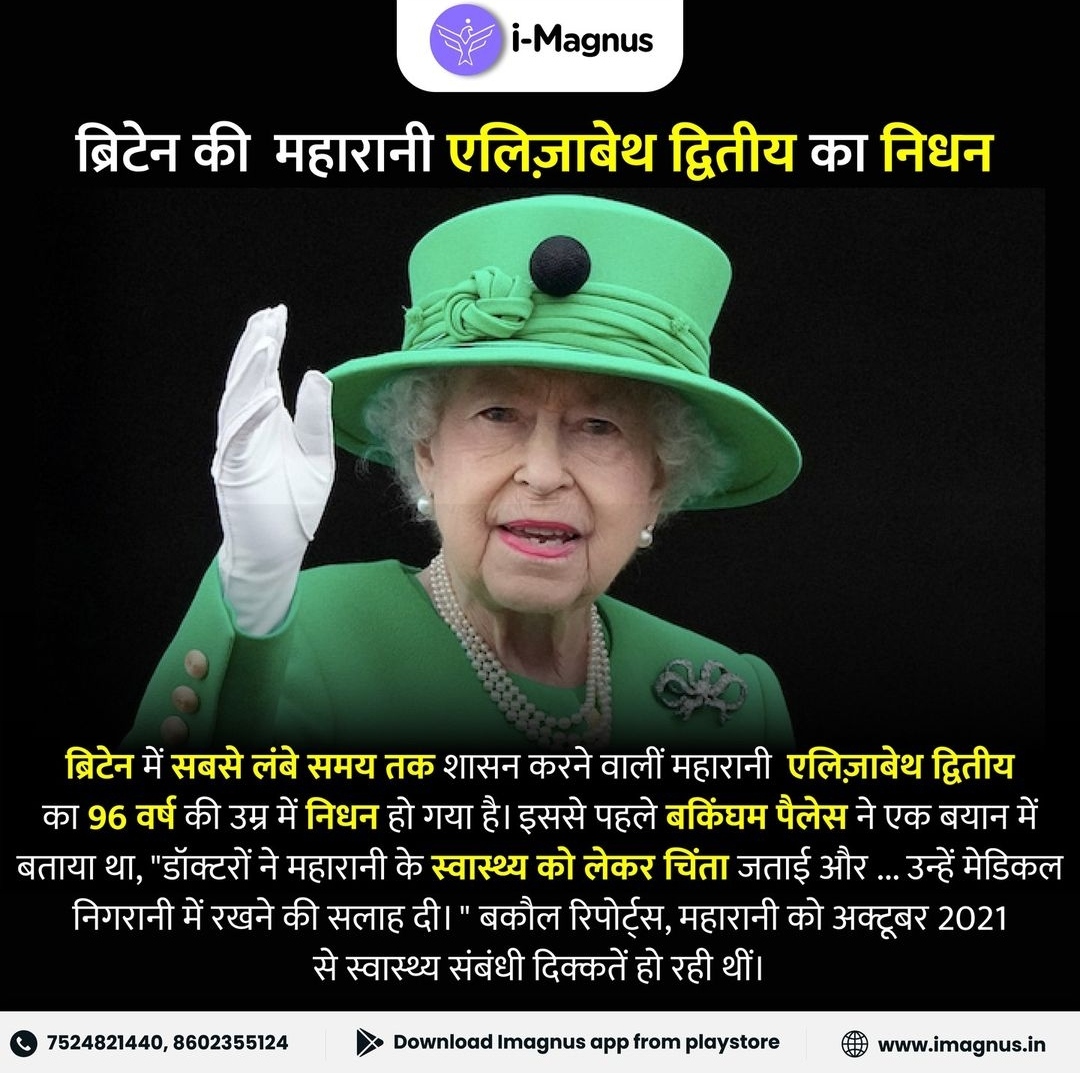 i-Magnus
ब्रिटेन की महारानी एलिज़ाबेथ द्वितीय का निधन
ब्रिटेन में सबसे लंबे समय तक शासन करने वालीं महारानी एलिज़ाबेथ द्वितीय
का 96 वर्ष की उम्र में निधन हो गया है। इससे पहले बकिंघम पैलेस ने एक बयान में
बताया था, "डॉक्टरों ने महारानी के स्वास्थ्य को लेकर चिंता जताई और ... उन्हें मेडिकल
निगरानी में रखने की सलाह दी। " बकौल रिपोर्ट्स, महारानी को अक्टूबर 2021
से स्वास्थ्य संबंधी दिक्कतें हो रही थीं।
7524821440, 8602355124 Download Imagnus app from playstore www.imagnus.in